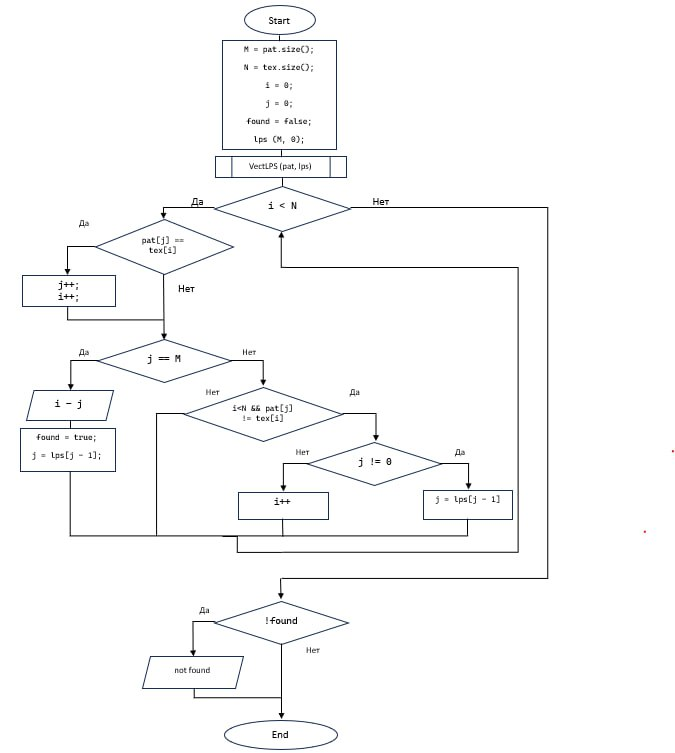 Start
M = pat.size();
N = tex.size();
i = 0;
j = 0;
found = false;
lps (M, 0);
VectLPS (pat, lps)
i < N
Да
Нет
Да
pat[j] ==
tex[i]
j++;
i++;
Нет
Да
j == M
Нет
i – j
Нет
i<N && pat[j]
!= tex[i]
Да
found = true;
j = lps[j - 1];
Нет
j != 0
Да
i++
j = lps[j - 1]
Да
!found
Нет
not found
End